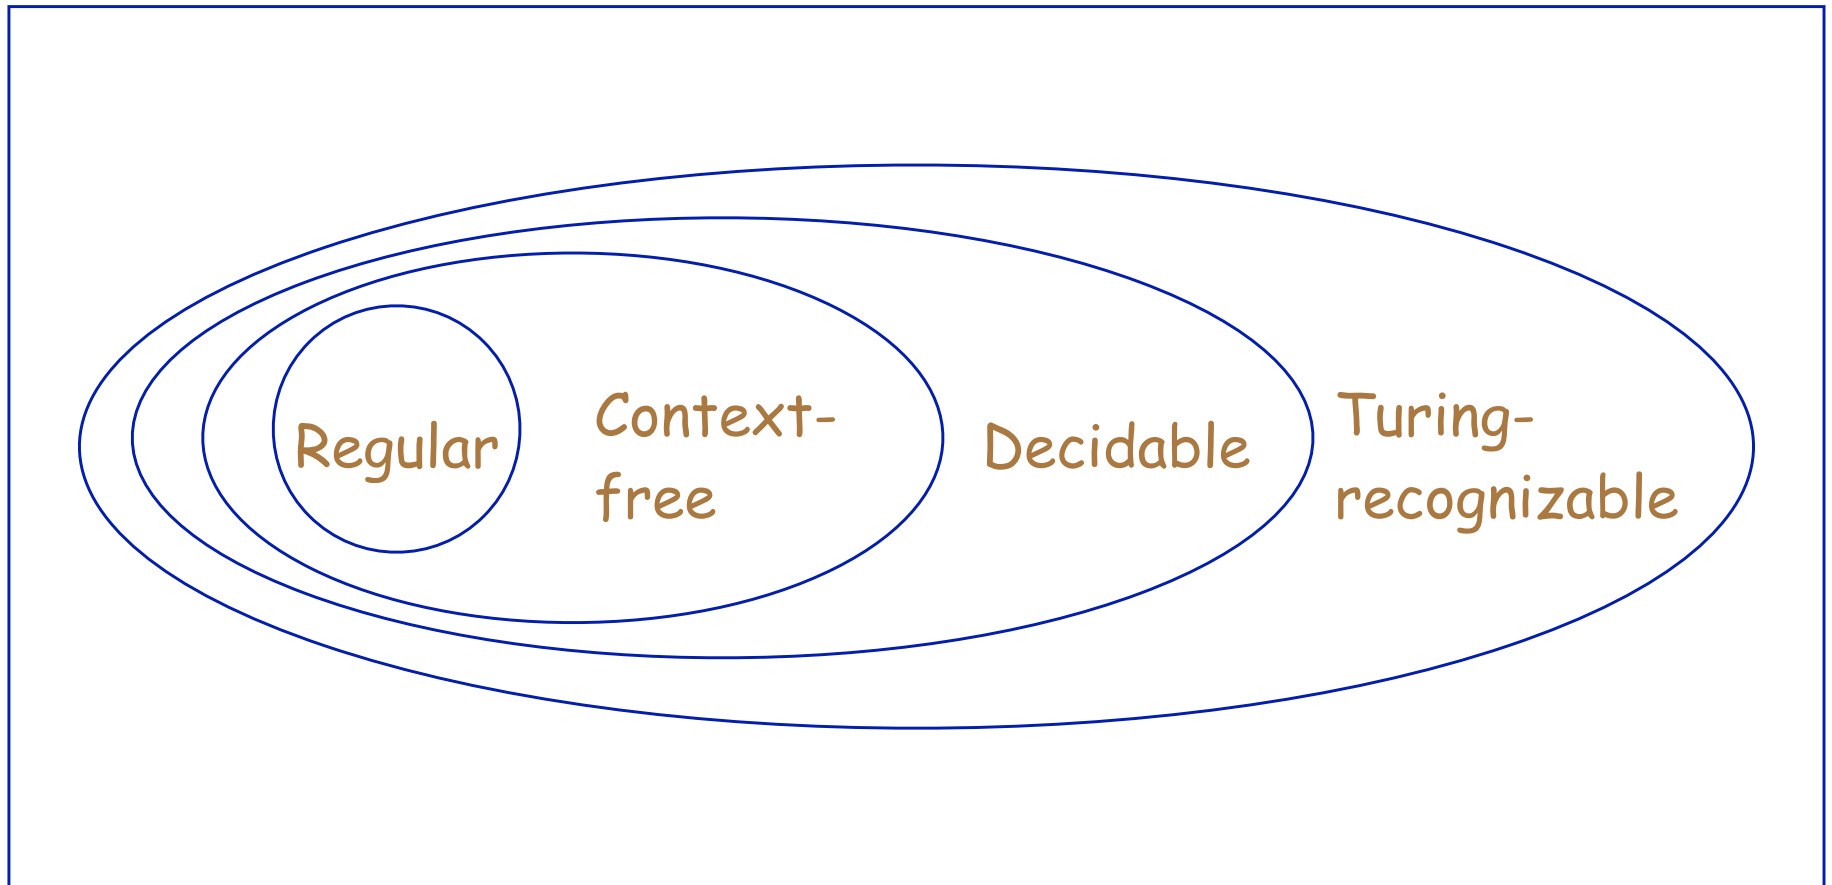 Regular
Context-
free
Decidable
Turing-
recognizable